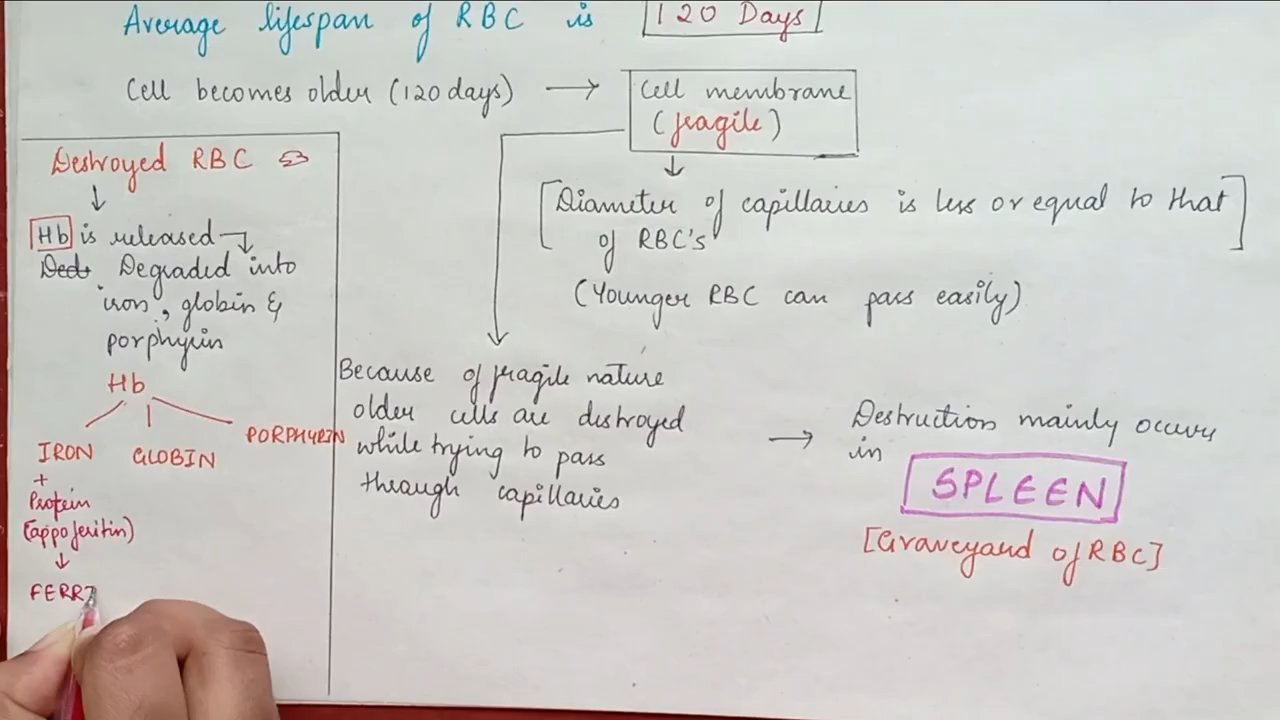 Average lifespan of RBC is 120 Days
Cell becomes older (120 days) → Cell membrane
(fragile)
↓
[Diameter of capillaries is less or equal to that
of RBC's]
(Younger RBC can pass easily)
Because of fragile nature
older cells are destroyed
while trying to pass
through capillaries
→ Destruction mainly occurs
in
SPLEEN
[Graveyard of RBC]
Destroyed RBC
↓
Hb is released
Ded Degraded into
iron, globin &
porphyrin
Hb
IRON GLOBIN PORPHYRIN
+
Protein
(appoferitin)
↓
FERRI